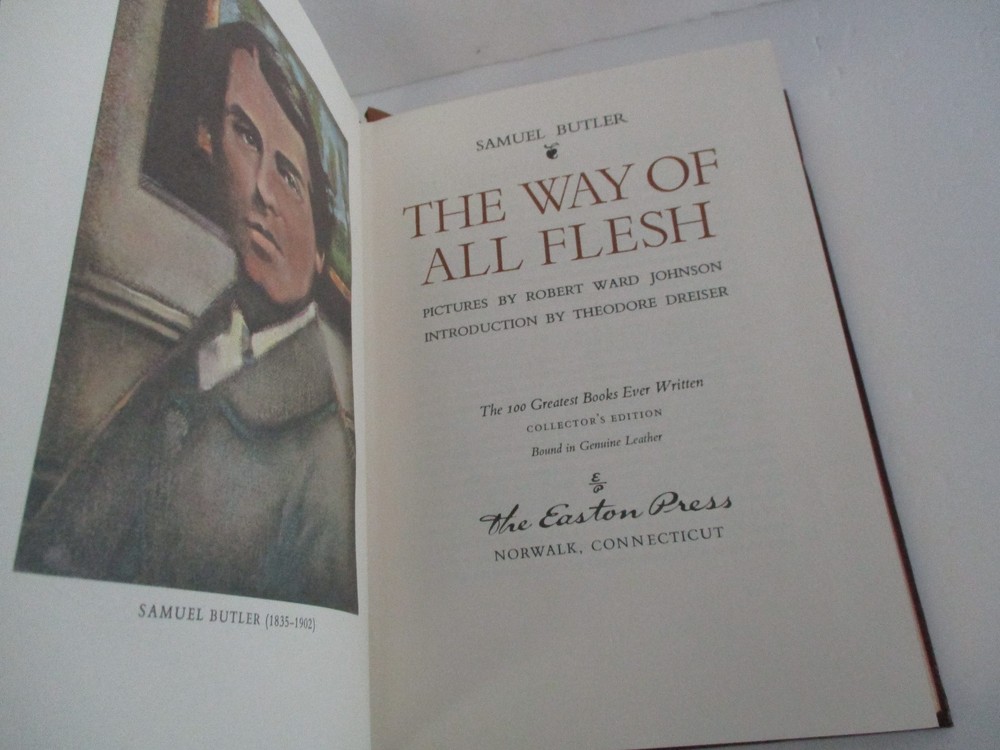 SAMUEL BUTLER (1835–1902)
SAMUEL BUTLER
THE WAY OF
ALL FLESH
PICTURES BY ROBERT WARD JOHNSON
INTRODUCTION BY THEODORE DREISER
The 100 Greatest Books Ever Written
COLLECTOR'S EDITION
Bound in Genuine Leather
E
P
The Easton Press
NORWALK, CONNECTICUT